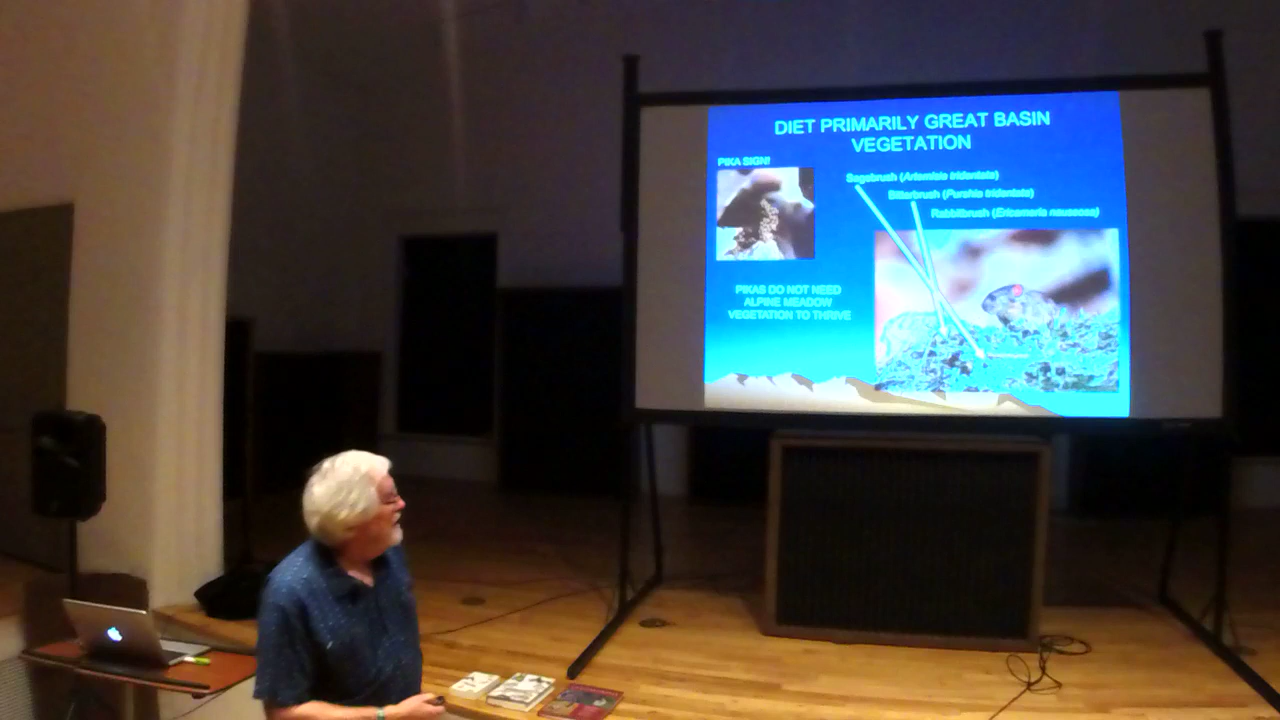 DIET PRIMARILY GREAT BASIN
VEGETATION
PIKA SIGN!
Sagebrush (Artemisia tridentata)
Bitterbrush (Purshia tridentata)
Rabbitbrush (Ericameria nauseosa)
PIKAS DO NOT NEED
ALPINE MEADOW
VEGETATION TO THRIVE